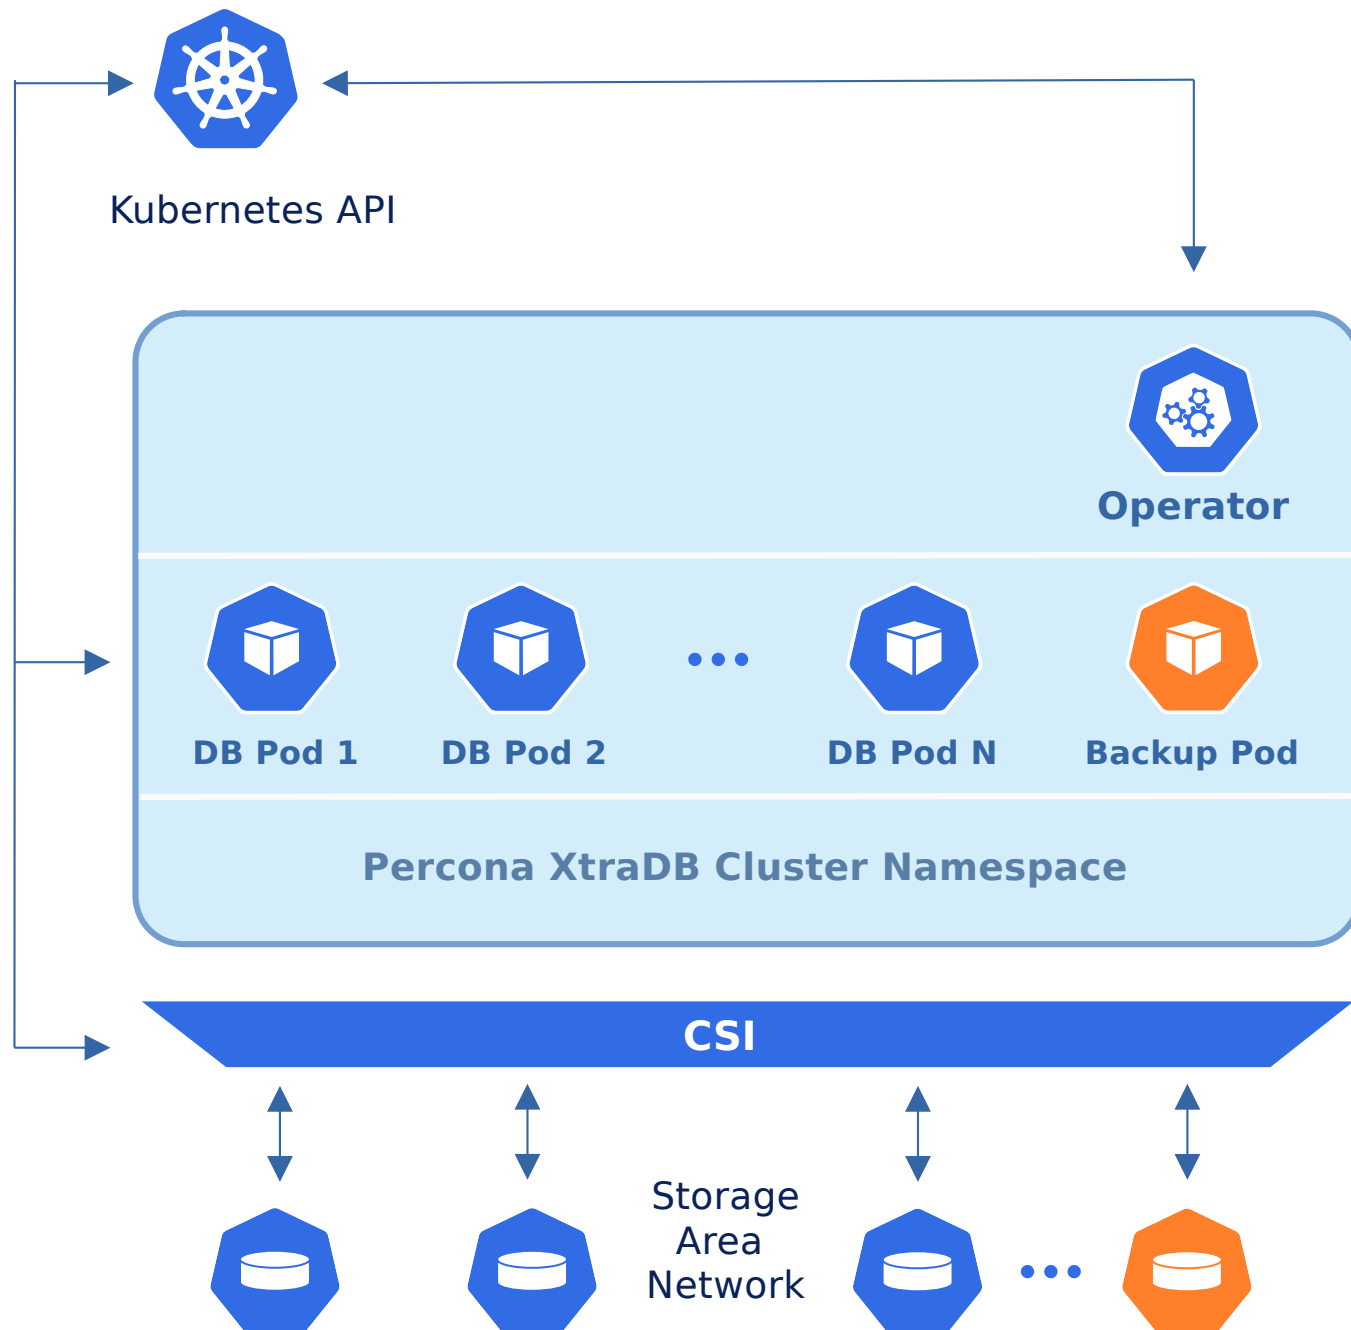 Kubernetes API
Operator
DB Pod 1
DB Pod 2
DB Pod N
Backup Pod
Percona XtraDB Cluster Namespace
CSI
Storage
Area
Network